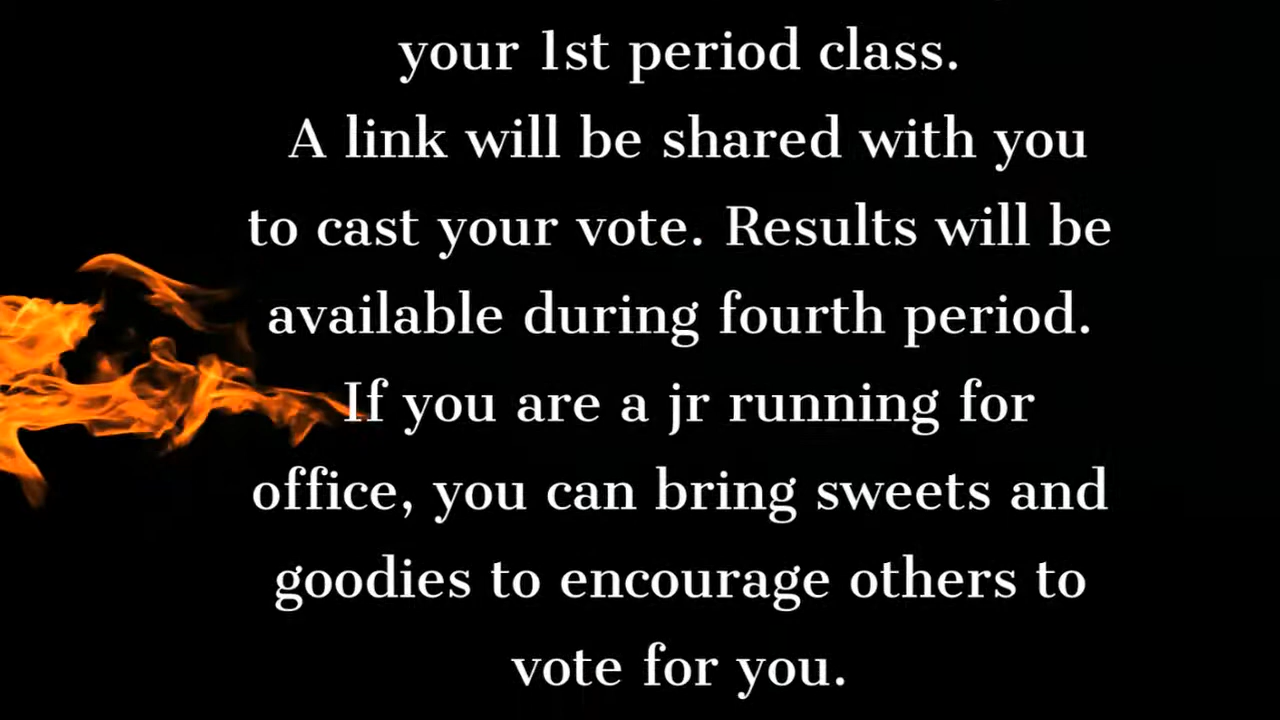 your 1st period class.
A link will be shared with you
to cast your vote. Results will be
available during fourth period.
If you are a jr running for
office, you can bring sweets and
goodies to encourage others to
vote for you.